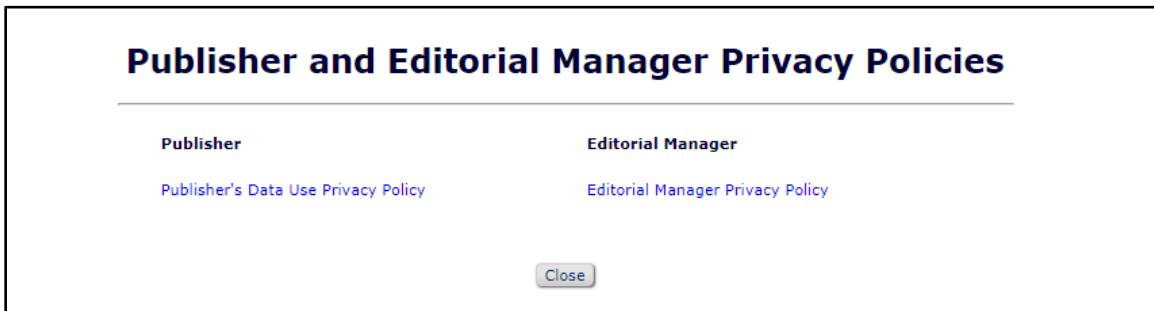 Publisher and Editorial Manager Privacy Policies
Publisher
Editorial Manager
Publisher's Data Use Privacy Policy
Editorial Manager Privacy Policy
Close